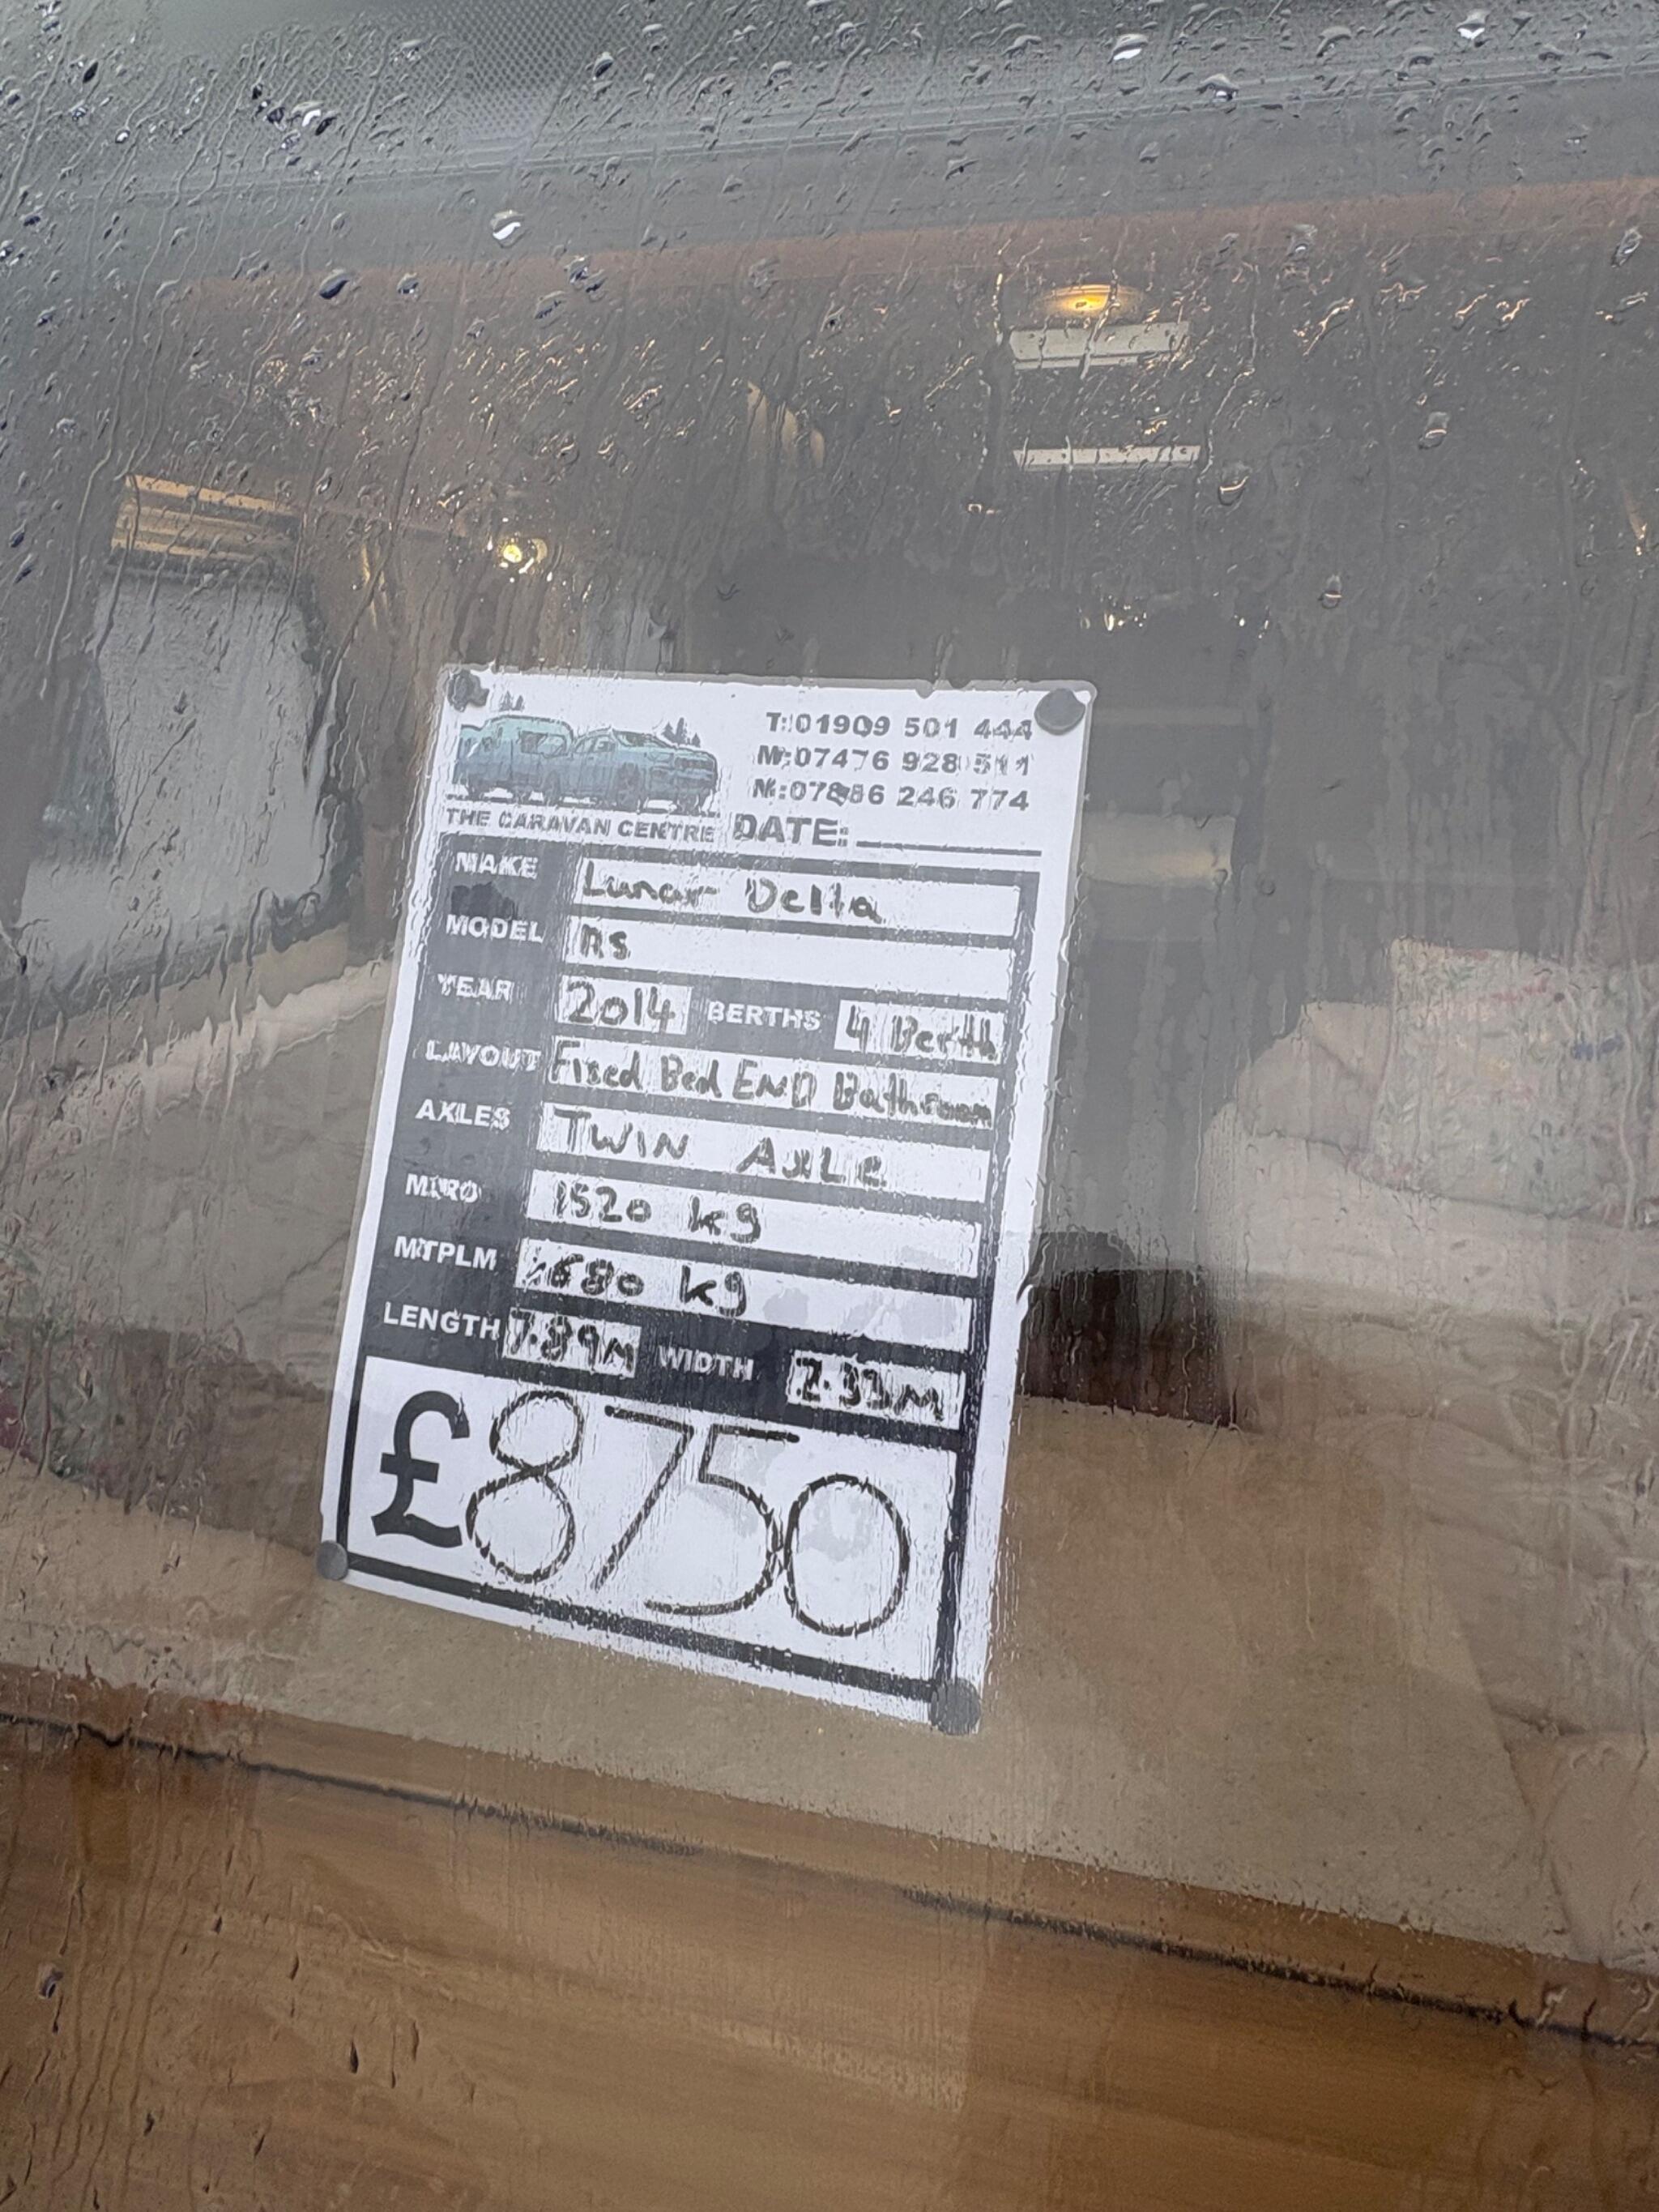 T:01909 501 444
M:07476 928 511
M:07886 246 774
THE CARAVAN CENTRE DATE:
MAKE Lunar Delta
MODEL RS
YEAR 2014 BERTHS 4 Berth
LAYOUT Fixed Bed END Bathroom
AXLES TWIN AxLe
MIRO 1520 kg
MTPLM 1680 kg
LENGTH 7.89M WIDTH 2.33M
£8750